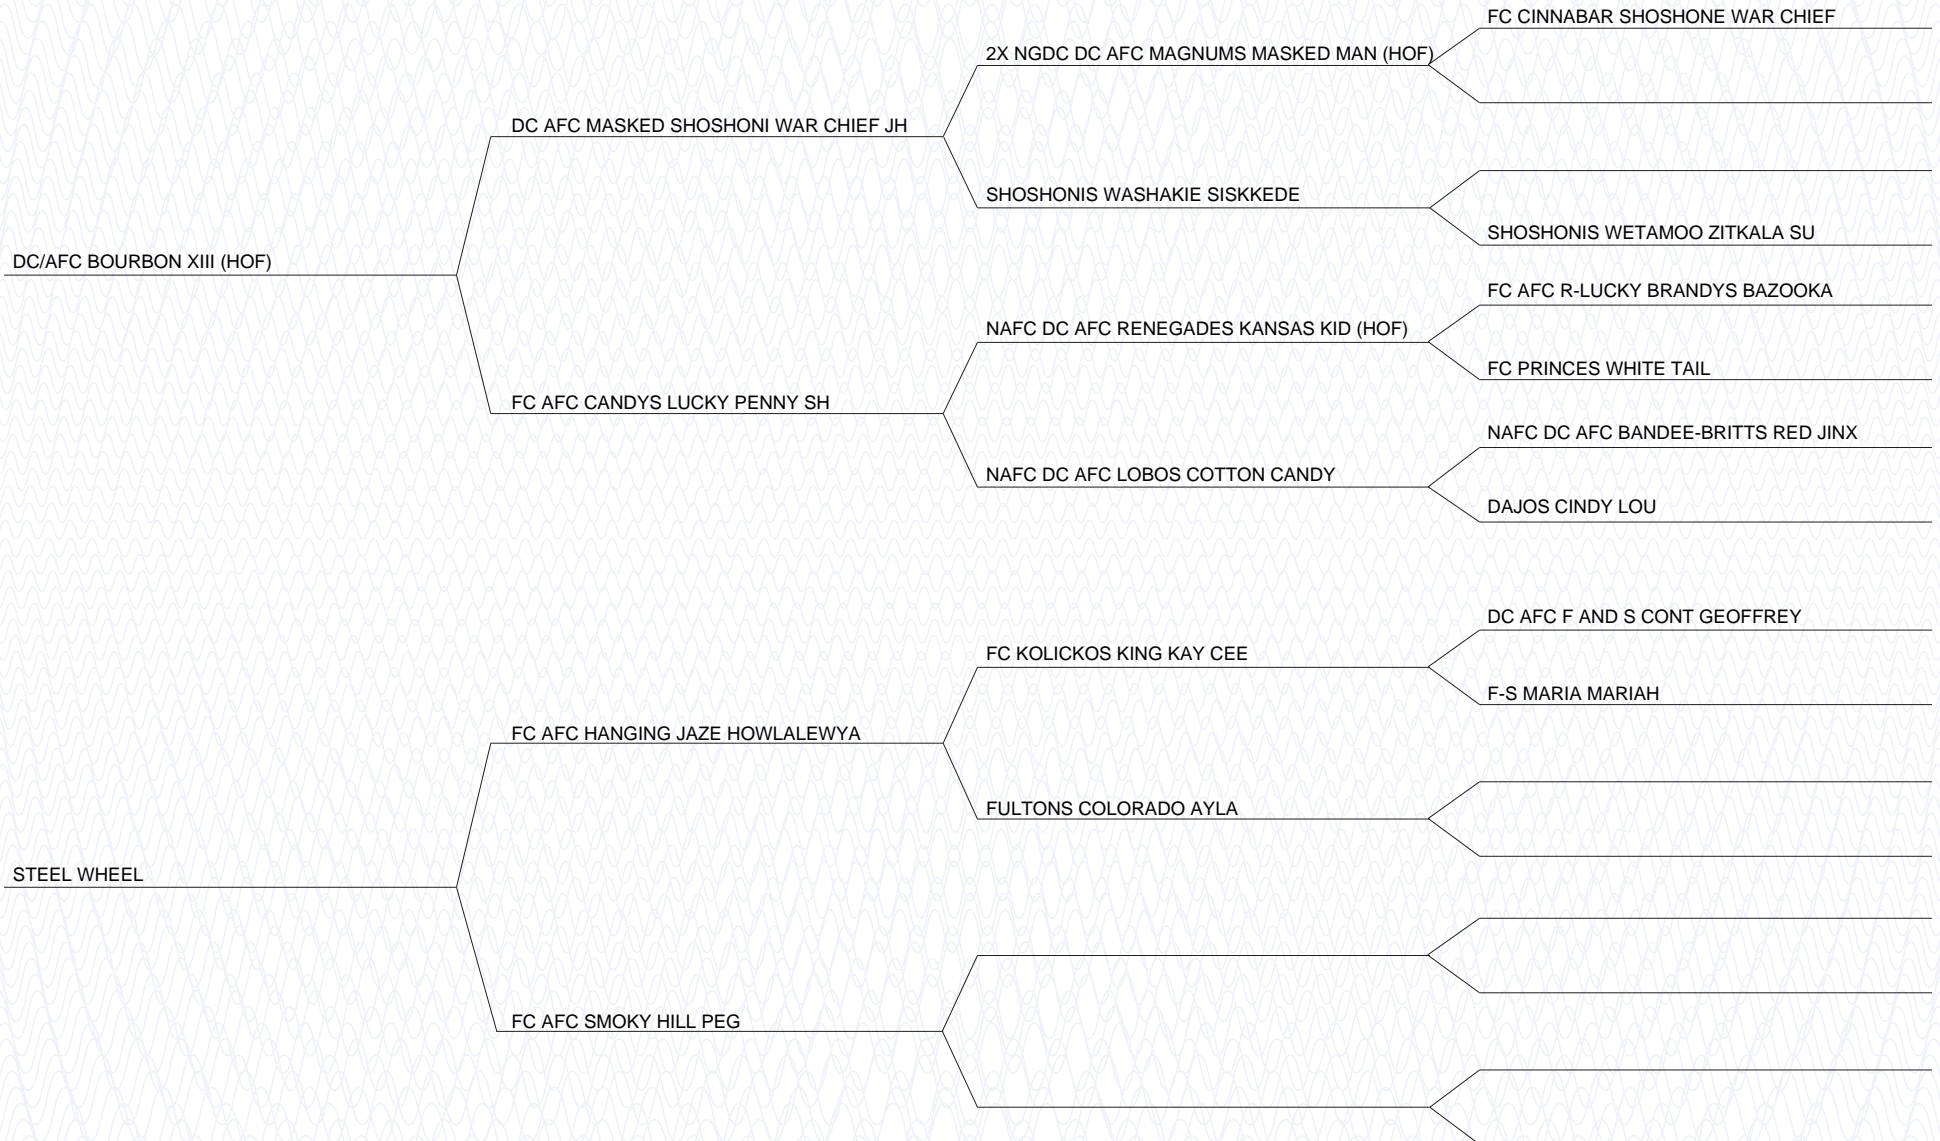 FC CINNABAR SHOSHONE WAR CHIEF
2X NGDC DC AFC MAGNUMS MASKED MAN (HOF)
DC AFC MASKED SHOSHONI WAR CHIEF JH
SHOSHONIS WASHAKIE SISKKEDE
SHOSHONIS WETAMOO ZITKALA SU
DC/AFC BOURBON XIII (HOF)
FC AFC R-LUCKY BRANDYS BAZOOKA
NAFC DC AFC RENEGADES KANSAS KID (HOF)
FC PRINCES WHITE TAIL
FC AFC CANDYS LUCKY PENNY SH
NAFC DC AFC BANDEE-BRITTS RED JINX
NAFC DC AFC LOBOS COTTON CANDY
DAJOS CINDY LOU
DC AFC F AND S CONT GEOFFREY
FC KOLICKOS KING KAY CEE
F-S MARIA MARIAH
FC AFC HANGING JAZE HOWLALEWYA
FULTONS COLORADO AYLA
STEEL WHEEL
FC AFC SMOKY HILL PEG